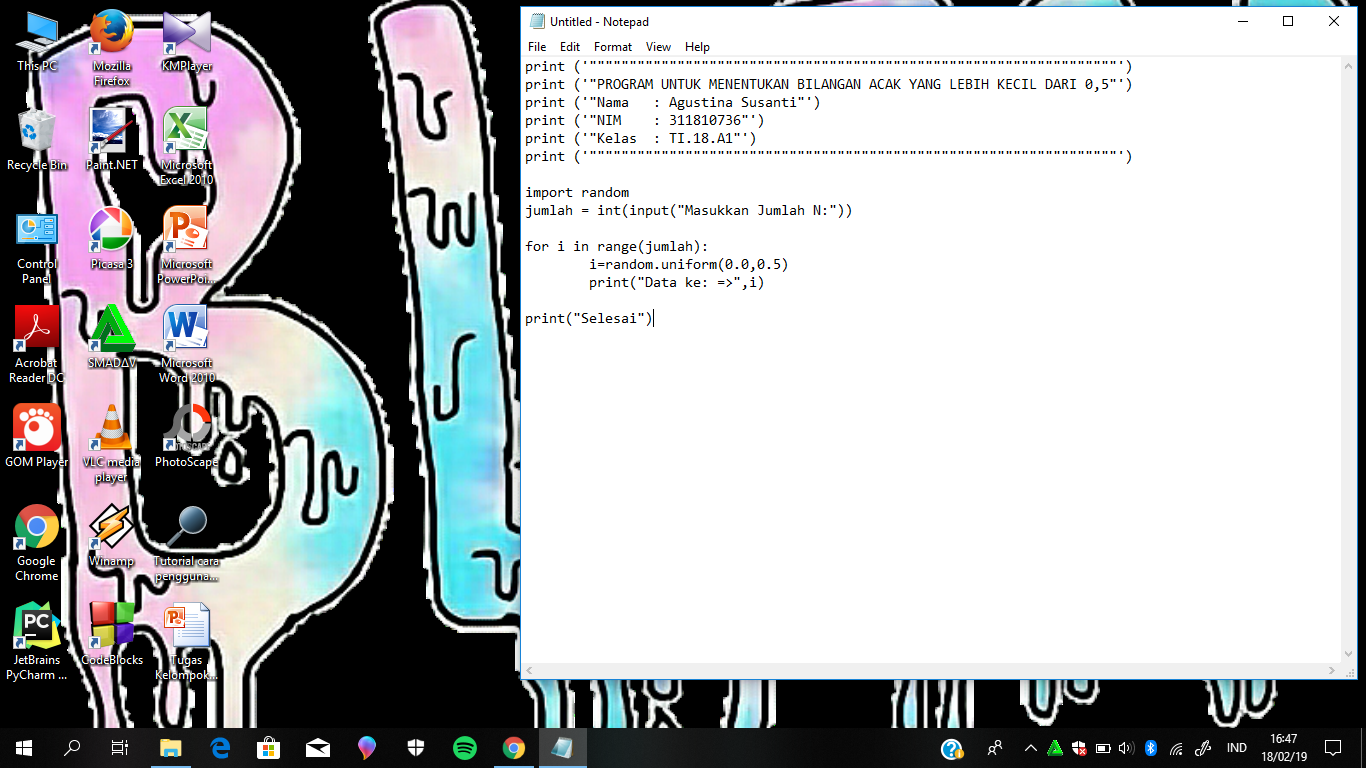 This PC
Mozilla
Firefox
KMPlayer
Recycle Bin
Paint.NET
Microsoft
Excel 2010
Control
Panel
Picasa 3
Microsoft
PowerPoi...
Acrobat
Reader DC
SMADΔV
Microsoft
Word 2010
GOM Player
VLC media
player
PhotoScape
Google
Chrome
Winamp
Tutorial cara
pengguna...
JetBrains
PyCharm ...
CodeBlocks
Tugas
Kelompok...
Untitled - Notepad
File Edit Format View Help
print ('""""""""""""""""""""""""""""""""""""""""""""""""""""""""""""""""""')
print ('"PROGRAM UNTUK MENENTUKAN BILANGAN ACAK YANG LEBIH KECIL DARI 0,5"')
print ('"Nama   : Agustina Susanti"')
print ('"NIM    : 311810736"')
print ('"Kelas  : TI.18.A1"')
print ('""""""""""""""""""""""""""""""""""""""""""""""""""""""""""""""""""')
import random
jumlah = int(input("Masukkan Jumlah N:"))
for i in range(jumlah):
        i=random.uniform(0.0,0.5)
        print("Data ke: =>",i)
print("Selesai")
IND
16:47
18/02/19